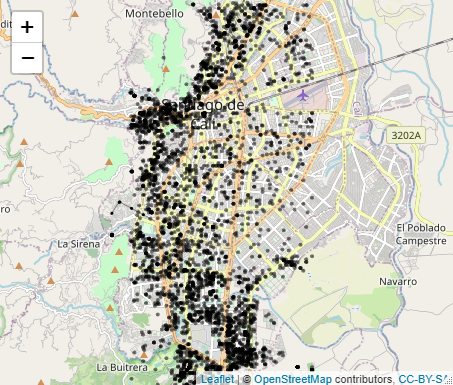 Montebello
+
−
Santiago de
Cali
3202A
ro
La Sirena
El Poblado
Campestre
Navarro
La Buitrera
Leaflet | © OpenStreetMap contributors, CC-BY-SA